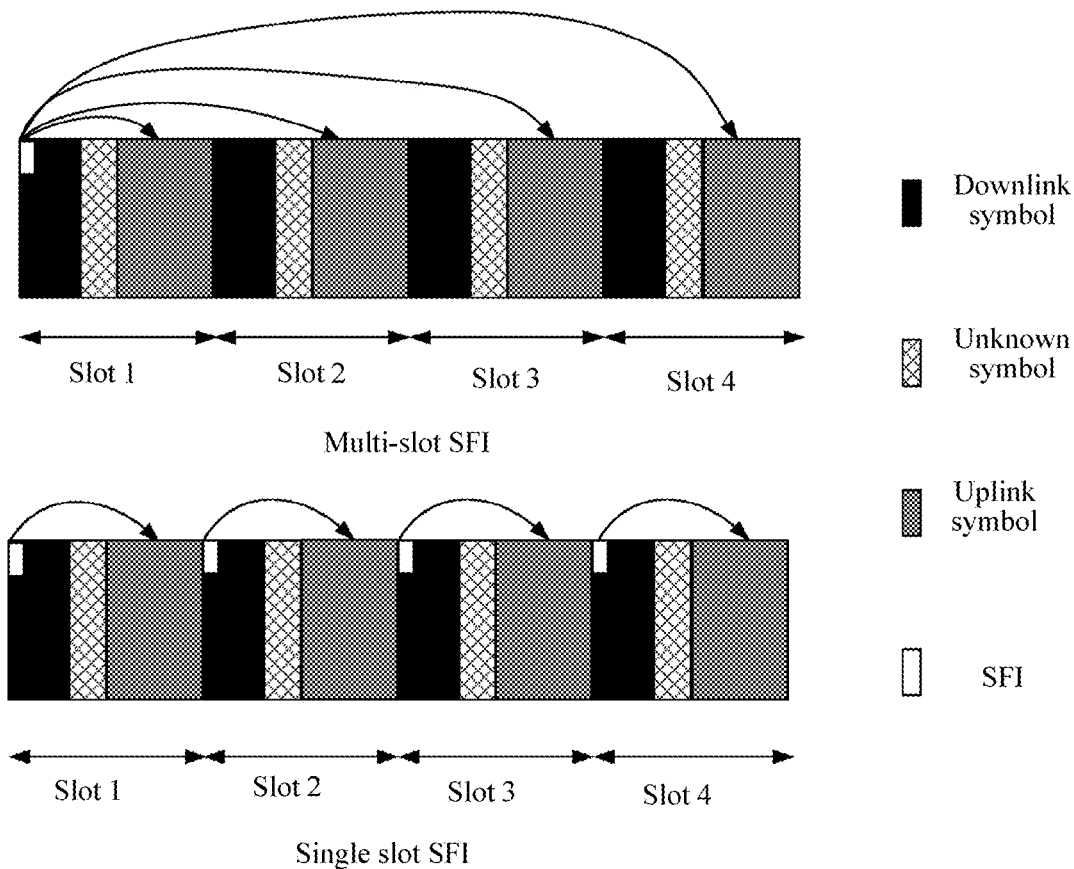 Downlink
symbol
Unknown
symbol
Slot 1
Slot 2
Slot 3
Slot 4
Multi-slot SFI
Uplink
symbol
SFI
Slot 1
Slot 2
Slot 3
Slot 4
Single slot SFI